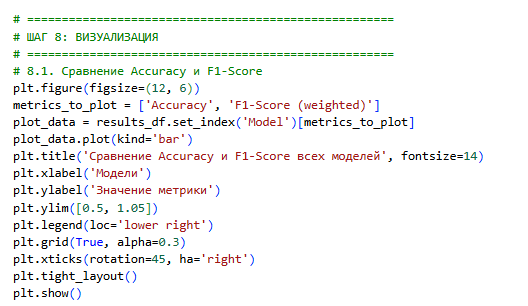 # ====================================================
# ШАГ 8: ВИЗУАЛИЗАЦИЯ
# ====================================================
# 8.1. Сравнение Accuracy и F1-Score
plt.figure(figsize=(12, 6))
metrics_to_plot = ['Accuracy', 'F1-Score (weighted)']
plot_data = results_df.set_index('Model')[metrics_to_plot]
plot_data.plot(kind='bar')
plt.title('Сравнение Accuracy и F1-Score всех моделей', fontsize=14)
plt.xlabel('Модели')
plt.ylabel('Значение метрики')
plt.ylim([0.5, 1.05])
plt.legend(loc='lower right')
plt.grid(True, alpha=0.3)
plt.xticks(rotation=45, ha='right')
plt.tight_layout()
plt.show()